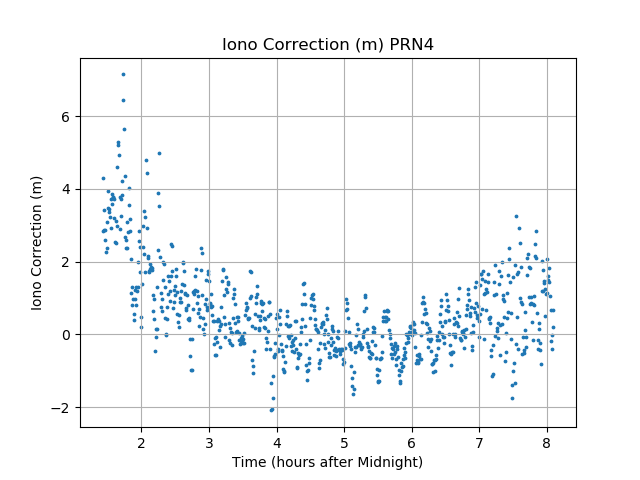 Iono Correction (m) PRN4
6
4
2
0
−2
Iono Correction (m)
2 3 4 5 6 7 8
Time (hours after Midnight)